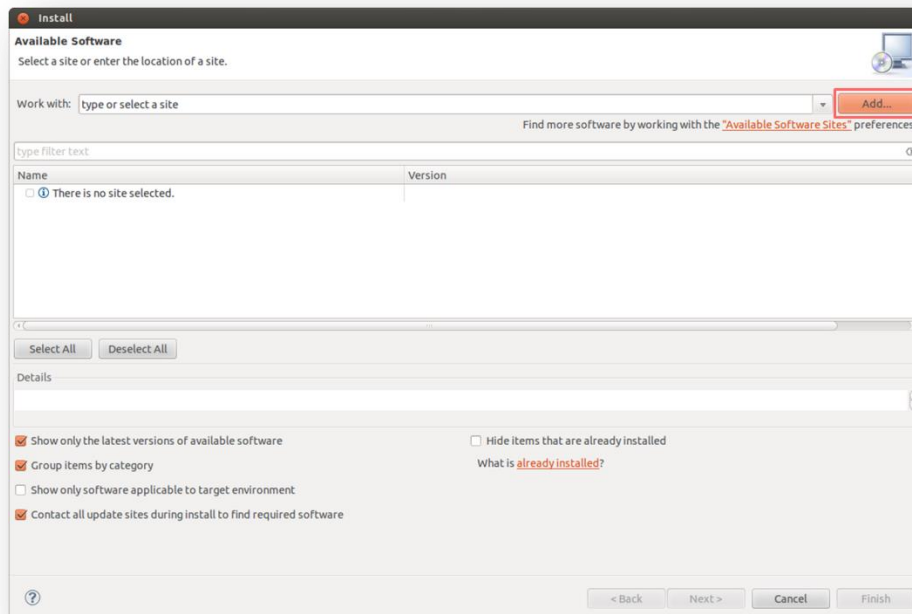 Install
Available Software
Select a site or enter the location of a site.
Work with: type or select a site Add...
Find more software by working with the "Available Software Sites" preferences
type filter text
Name Version
There is no site selected.
Select All Deselect All
Details
Show only the latest versions of available software Hide items that are already installed
Group items by category What is already installed?
Show only software applicable to target environment
Contact all update sites during install to find required software
? < Back Next > Cancel Finish